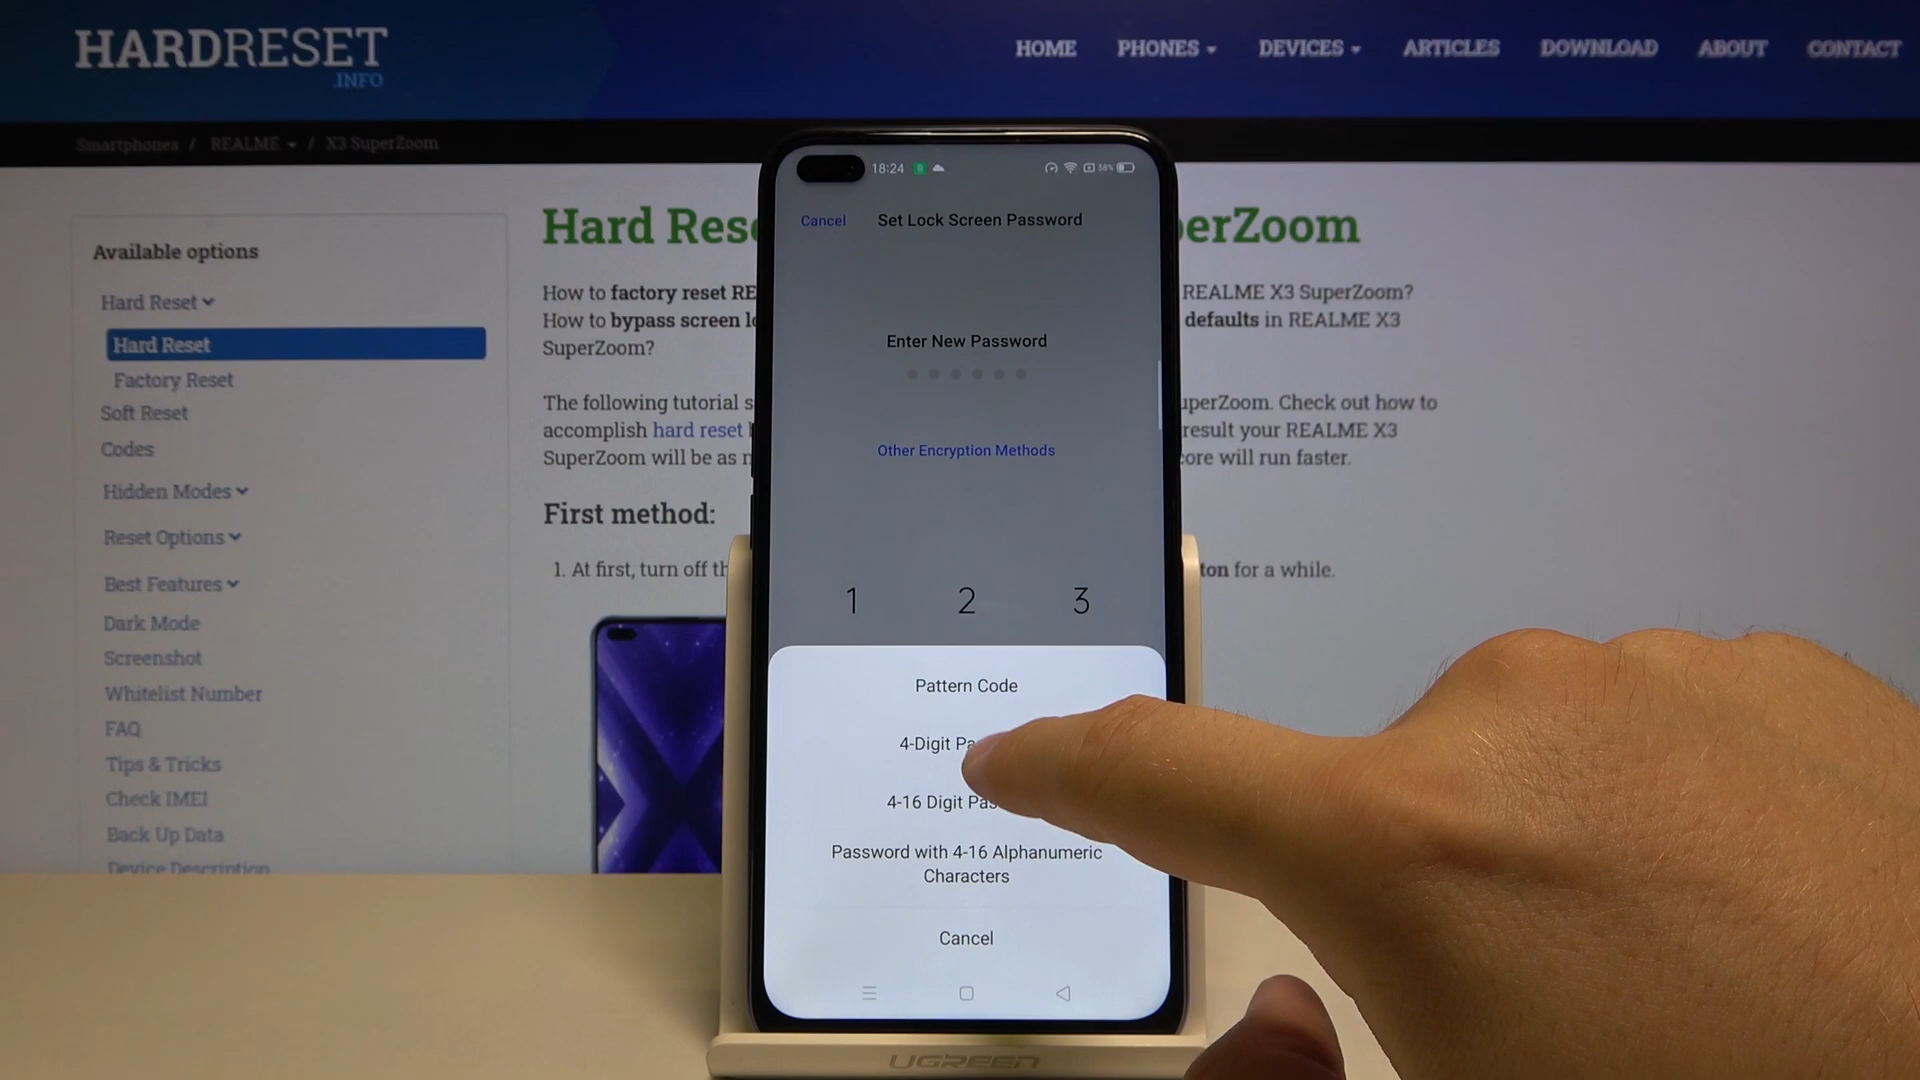 HARDRESET
.INFO
HOME PHONES DEVICES ARTICLES DOWNLOAD ABOUT CONTACT
Smartphones / REALME / X3 SuperZoom
Available options
Hard Reset
Hard Reset
Factory Reset
Soft Reset
Codes
Hidden Modes
Reset Options
Best Features
Dark Mode
Screenshot
Whitelist Number
FAQ
Tips & Tricks
Check IMEI
Back Up Data
Device Description
Hard Rese erZoom
How to factory reset RE REALME X3 SuperZoom?
How to bypass screen l defaults in REALME X3
SuperZoom?
The following tutorial s uperZoom. Check out how to
accomplish hard reset result your REALME X3
SuperZoom will be as core will run faster.
First method:
1. At first, turn off th ton for a while.
18:24 38%
Cancel Set Lock Screen Password
Enter New Password
Other Encryption Methods
1 2 3
Pattern Code
4-Digit Pa
4-16 Digit Pas
Password with 4-16 Alphanumeric
Characters
Cancel
UGREEN